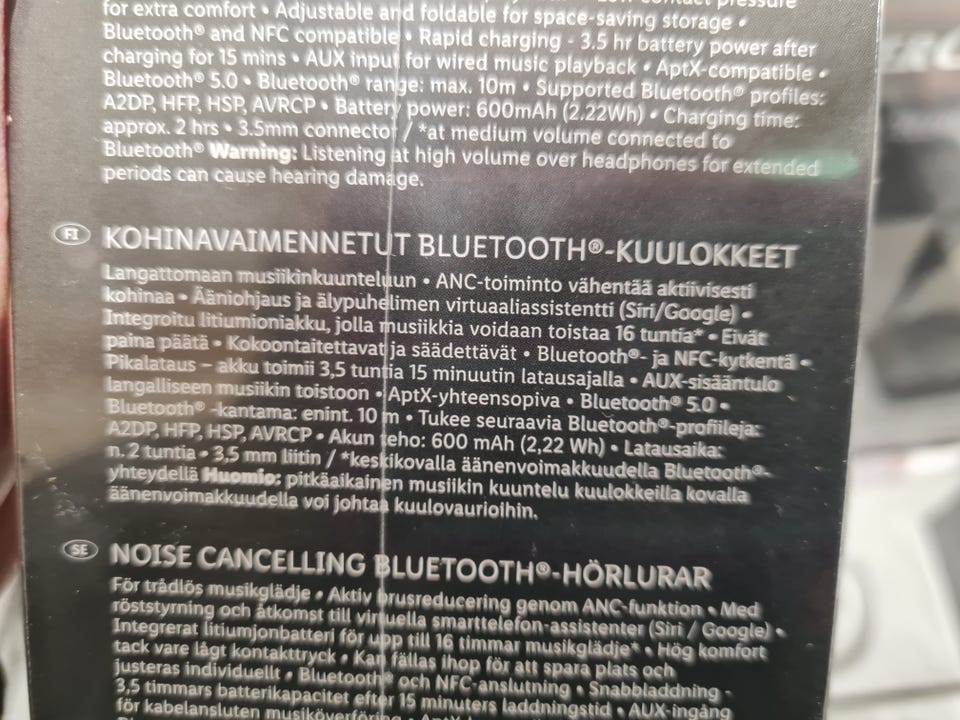 for extra comfort • Adjustable and foldable for space-saving storage •
Bluetooth® and NFC compatible • Rapid charging - 3.5 hr battery power after
charging for 15 mins • AUX input for wired music playback • AptX-compatible •
Bluetooth® 5.0 • Bluetooth® range: max. 10m • Supported Bluetooth® profiles:
A2DP, HFP, HSP, AVRCP • Battery power: 600mAh (2.22Wh) • Charging time:
approx. 2 hrs • 3.5mm connector / *at medium volume connected to
Bluetooth® Warning: Listening at high volume over headphones for extended
periods can cause hearing damage.
FI KOHINAVAIMENNETUT BLUETOOTH®-KUULOKKEET
Langattomaan musiikinkuunteluun • ANC-toiminto vähentää aktiivisesti
kohinaa • Ääniohjaus ja älypuhelimen virtuaaliassistentti (Siri/Google) •
Integroitu litiumioniakku, jolla musiikkia voidaan toistaa 16 tuntia* • Eivät
paina päätä • Kokoontaitettavat ja säädettävät • Bluetooth®- ja NFC-kytkentä •
Pikalataus – akku toimii 3,5 tuntia 15 minuutin latausajalla • AUX-sisääntulo
langalliseen musiikin toistoon • AptX-yhteensopiva • Bluetooth® 5.0 •
Bluetooth® -kantama: enint. 10 m • Tukee seuraavia Bluetooth®-profiileja:
A2DP, HFP, HSP, AVRCP • Akun teho: 600 mAh (2,22 Wh) • Latausaika:
n. 2 tuntia • 3,5 mm liitin / *keskikovalla äänenvoimakkuudella Bluetooth®-
yhteydellä Huomio: pitkäaikainen musiikin kuuntelu kuulokkeilla kovalla
äänenvoimakkuudella voi johtaa kuulovaurioihin.
SE NOISE CANCELLING BLUETOOTH®-HÖRLURAR
För trådlös musikglädje • Aktiv brusreducering genom ANC-funktion • Med
röststyrning och åtkomst till virtuella smarttelefon-assistenter (Siri / Google) •
Integrerat litiumjonbatteri för upp till 16 timmar musikglädje* • Hög komfort
tack vare lågt kontakttryck • Kan fällas ihop för att spara plats och
justeras individuellt • Bluetooth® och NFC-anslutning • Snabbladdning -
3,5 timmars batterikapacitet efter 15 minuters laddningstid • AUX-ingång
för kabelansluten musiköverföring •